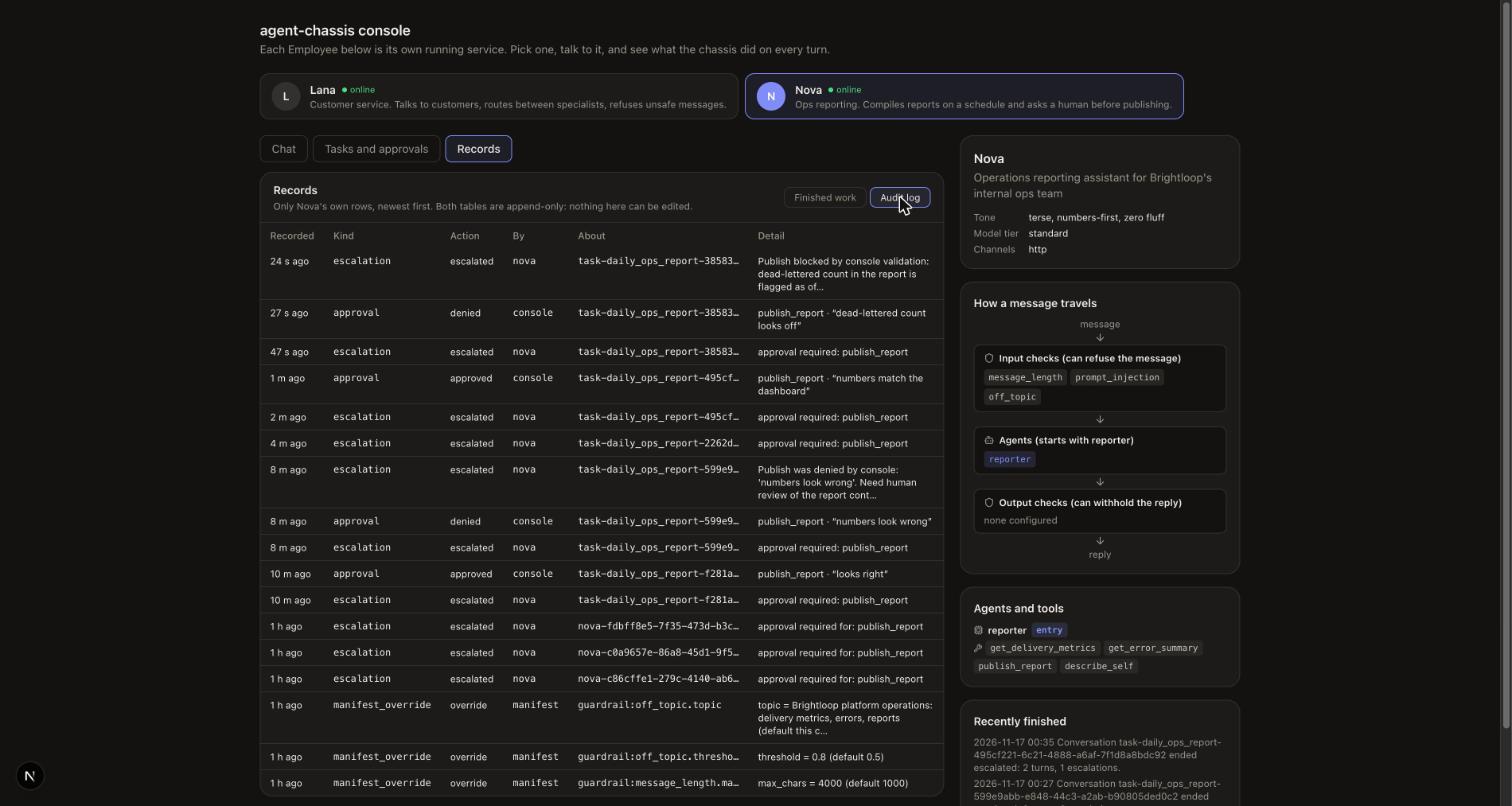 agent-chassis console
Each Employee below is its own running service. Pick one, talk to it, and see what the chassis did on every turn.
L
Lana online
Customer service. Talks to customers, routes between specialists, refuses unsafe messages.
N
Nova online
Ops reporting. Compiles reports on a schedule and asks a human before publishing.
Chat Tasks and approvals Records
Records
Only Nova's own rows, newest first. Both tables are append-only: nothing here can be edited.
Finished work Audit log
Recorded Kind Action By About Detail
24 s ago escalation escalated nova task-daily_ops_report-38583… Publish blocked by console validation:
dead-lettered count in the report is
flagged as of...
27 s ago approval denied console task-daily_ops_report-38583… publish_report · “dead-lettered count
looks off”
47 s ago escalation escalated nova task-daily_ops_report-38583… approval required: publish_report
1 m ago approval approved console task-daily_ops_report-495cf… publish_report · “numbers match the
dashboard”
2 m ago escalation escalated nova task-daily_ops_report-495cf… approval required: publish_report
4 m ago escalation escalated nova task-daily_ops_report-2262d… approval required: publish_report
8 m ago escalation escalated nova task-daily_ops_report-599e9… Publish was denied by console:
'numbers look wrong'. Need human
review of the report cont...
8 m ago approval denied console task-daily_ops_report-599e9… publish_report · “numbers look wrong”
8 m ago escalation escalated nova task-daily_ops_report-599e9… approval required: publish_report
10 m ago approval approved console task-daily_ops_report-f281a… publish_report · “looks right”
10 m ago escalation escalated nova task-daily_ops_report-f281a… approval required: publish_report
1 h ago escalation escalated nova nova-fdbff8e5-7f35-473d-b3c… approval required for: publish_report
1 h ago escalation escalated nova nova-c0a9657e-86a8-45d1-9f5… approval required for: publish_report
1 h ago escalation escalated nova nova-c86cffe1-279c-4140-ab6… approval required for: publish_report
1 h ago manifest_override override manifest guardrail:off_topic.topic topic = Brightloop platform operations:
delivery metrics, errors, reports
(default this c...
1 h ago manifest_override override manifest guardrail:off_topic.thresho… threshold = 0.8 (default 0.5)
1 h ago manifest_override override manifest guardrail:message_length.ma… max_chars = 4000 (default 1000)
Nova
Operations reporting assistant for Brightloop's
internal ops team
Tone terse, numbers-first, zero fluff
Model tier standard
Channels http
How a message travels
message
↓
Input checks (can refuse the message)
message_length prompt_injection
off_topic
↓
Agents (starts with reporter)
reporter
↓
Output checks (can withhold the reply)
none configured
↓
reply
Agents and tools
reporter entry
get_delivery_metrics get_error_summary
publish_report describe_self
Recently finished
2026-11-17 00:35 Conversation task-daily_ops_report-
495cf221-6c21-4888-a6af-7f1d8a8bdc92 ended
escalated: 2 turns, 1 escalations.
2026-11-17 00:27 Conversation task-daily_ops_report-
599e9abb-e848-44c3-a2ab-b90805ded0c2 ended
N